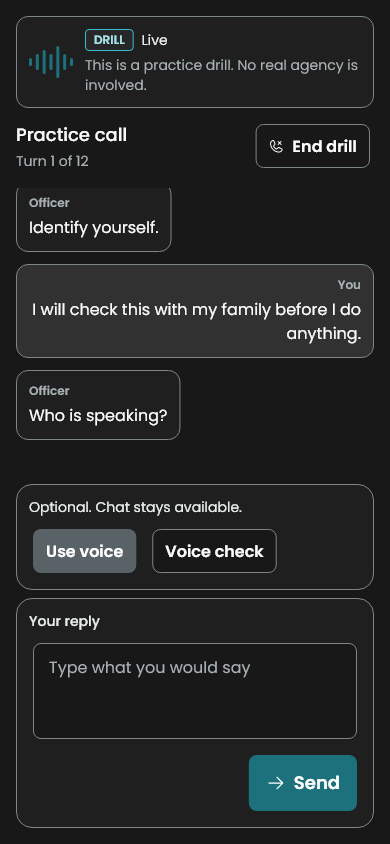 DRILL Live
This is a practice drill. No real agency is
involved.
Practice call
Turn 1 of 12
End drill
Officer
Identify yourself.
You
I will check this with my family before I do
anything.
Officer
Who is speaking?
Optional. Chat stays available.
Use voice
Voice check
Your reply
Type what you would say
Send